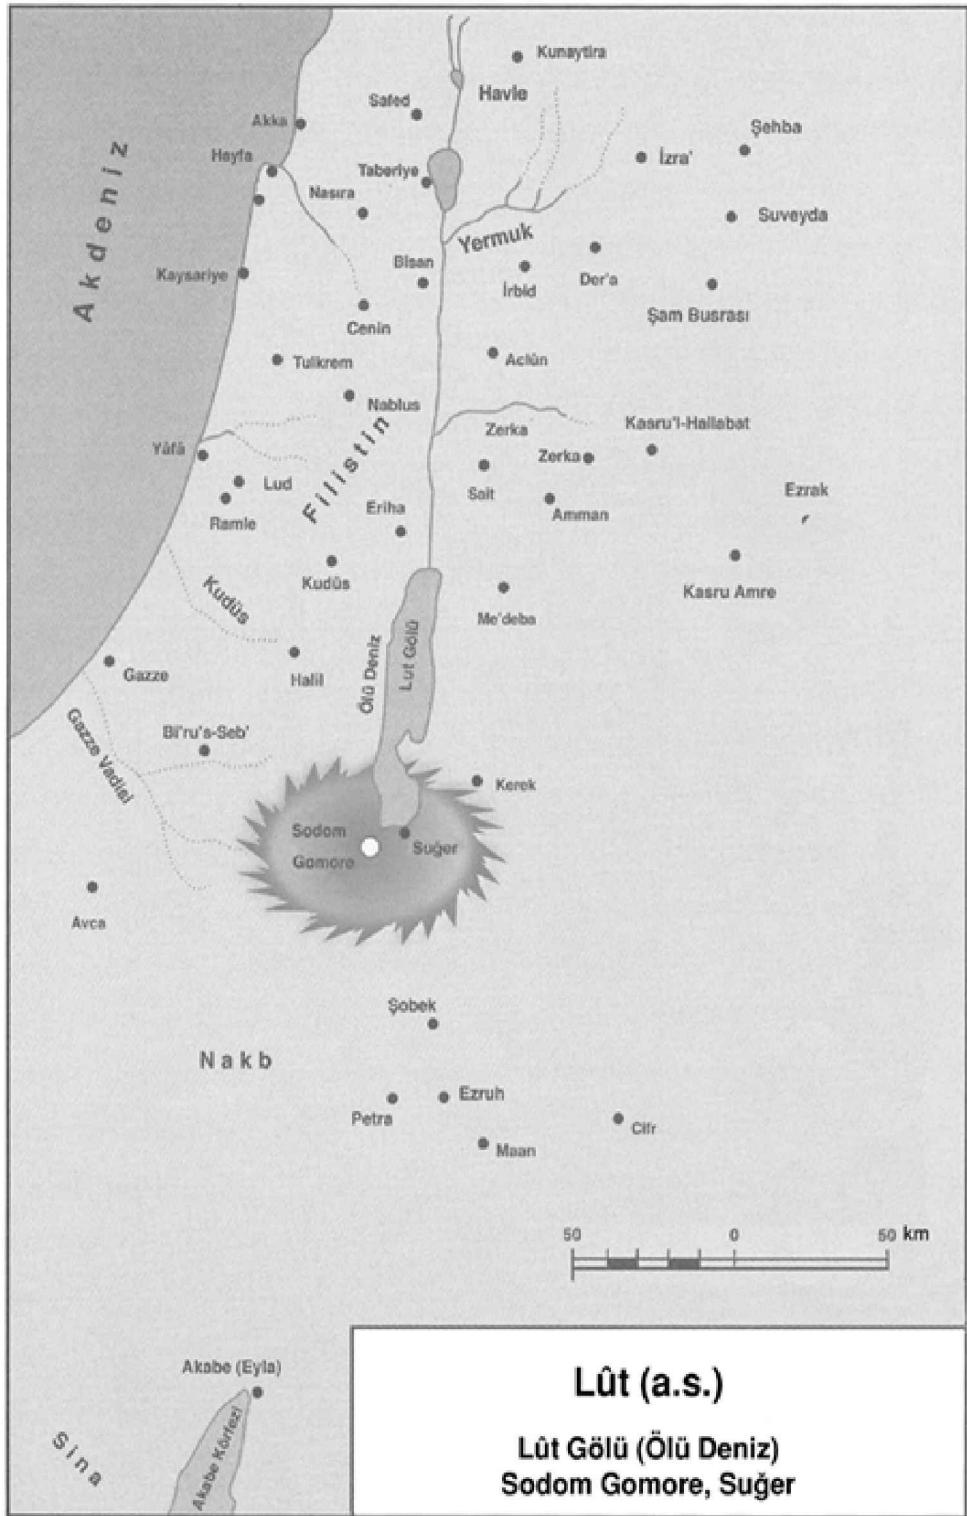 Kunaytira
Havle
Safed
Akka
Şehba
İzra'
Hayfa
Taberiye
Nasıra
Suveyda
Akdeniz
Yermuk
Bisan
Kaysariye
İrbid
Der'a
Şam Busrası
Cenin
Tulkrem
Aclûn
Nablus
Filistin
Zerka
Kasru'l-Hallabat
Yâfâ
Zerka
Lud
Salt
Ezrak
Ramle
Eriha
Amman
Kudüs
Kudüs
Kasru Amre
Me'deba
Ölü Deniz
Lut Gölü
Gazze
Halil
Gazze Vadisi
Bi'ru's-Seb'
Kerek
Sodom
Gomore
Suğer
Avca
Şobek
Nakb
Ezruh
Petra
Cifr
Maan
50 0 50 km
Akabe (Eyla)
Akabe Körfezi
Sina
Lût (a.s.)
Lût Gölü (Ölü Deniz)
Sodom Gomore, Suğer